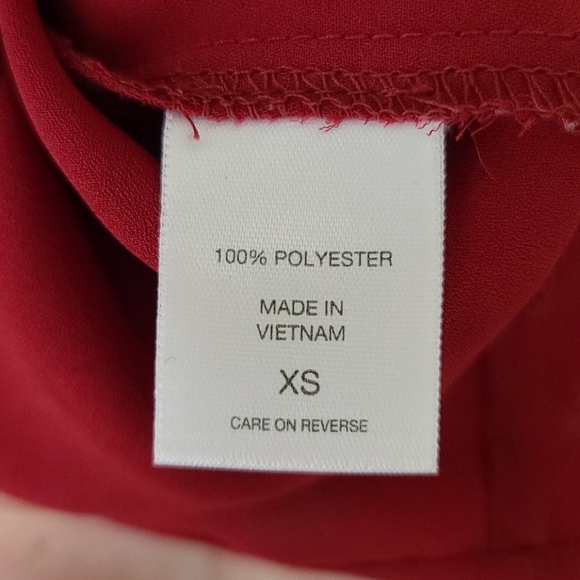 100% POLYESTER
MADE IN
VIETNAM
XS
CARE ON REVERSE